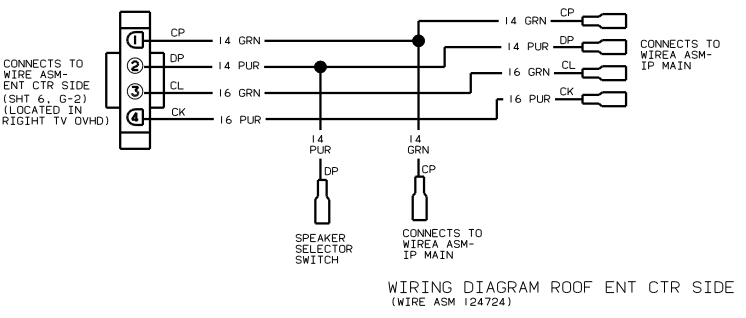 CONNECTS TO
WIRE ASM-
ENT CTR SIDE
(SHT 6, G-2)
(LOCATED IN
RIGIHT TV OVHD)
1
CP
14 GRN
2
DP
14 PUR
3
CL
16 GRN
4
CK
16 PUR
14 GRN
CP
14 PUR
DP
16 GRN
CL
16 PUR
CK
CONNECTS TO
WIREA ASM-
IP MAIN
14
PUR
DP
SPEAKER
SELECTOR
SWITCH
14
GRN
CP
CONNECTS TO
WIREA ASM-
IP MAIN
WIRING DIAGRAM ROOF ENT CTR SIDE
(WIRE ASM 124724)